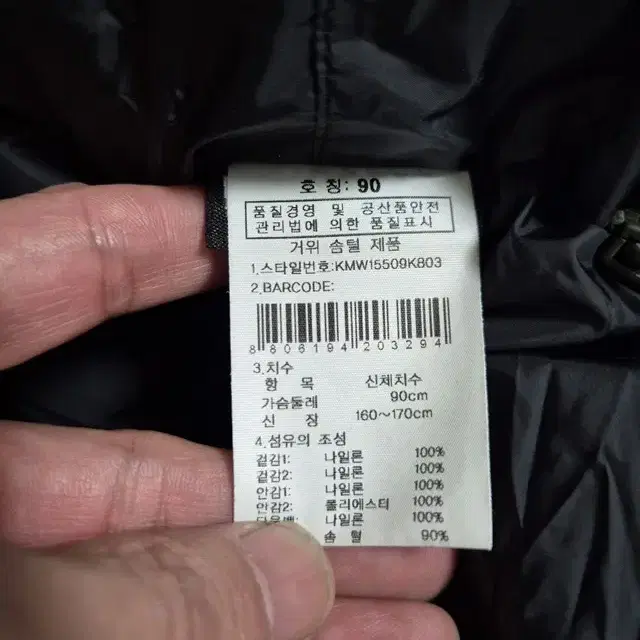 호 칭: 90
품질경영 및 공산품안전
관리법에 의한 품질표시
거위 솜털 제품
1.스타일번호:KMW15509K803
2.BARCODE:
8806194203294
3.치수
항 목 신체치수
가슴둘레 90cm
신 장 160~170cm
4.섬유의 조성
겉감1: 나일론 100%
겉감2: 나일론 100%
안감1: 나일론 100%
안감2: 폴리에스터 100%
다운백: 나일론 100%
솜 털 90%